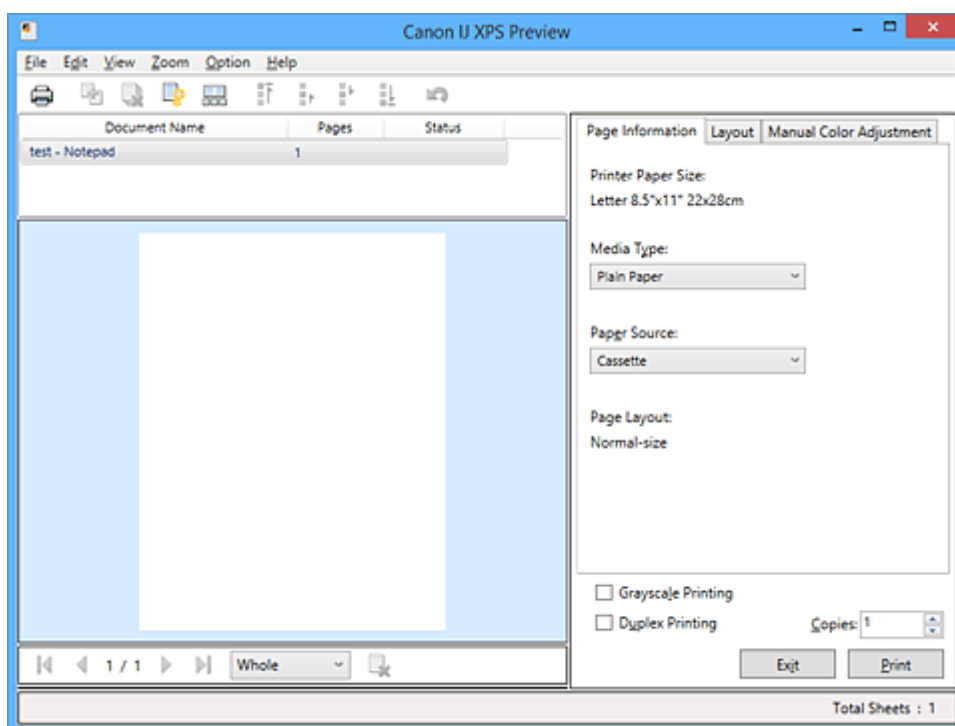 Canon IJ XPS Preview
File Edit View Zoom Option Help
Document Name Pages Status
test - Notepad 1
Page Information Layout Manual Color Adjustment
Printer Paper Size:
Letter 8.5"x11" 22x28cm
Media Type:
Plain Paper
Paper Source:
Cassette
Page Layout:
Normal-size
Grayscale Printing
Duplex Printing Copies: 1
1 / 1 Whole
Exit Print
Total Sheets : 1